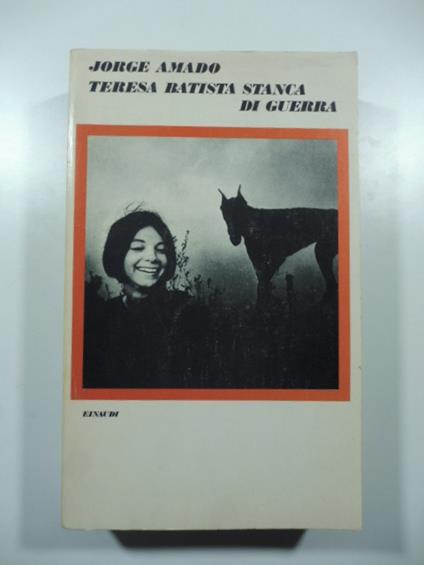 JORGE AMADO
TERESA BATISTA STANCA
DI GUERRA
EINAUDI